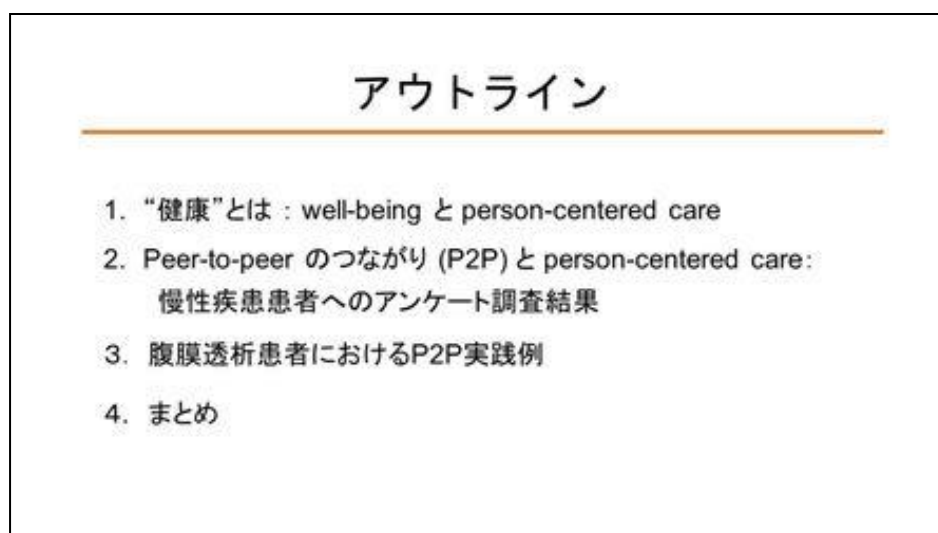 アウトライン
1. “健康”とは : well-being と person-centered care
2. Peer-to-peer のつながり (P2P) と person-centered care:
慢性疾患患者へのアンケート調査結果
3. 腹膜透析患者におけるP2P実践例
4. まとめ